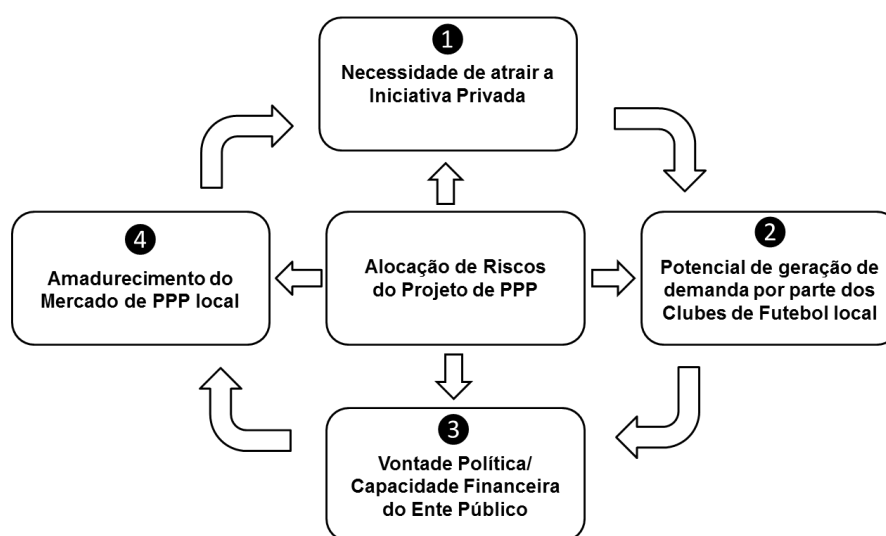 1
Necessidade de atrair a
Iniciativa Privada
4
Amadurecimento do
Mercado de PPP local
Alocação de Riscos
do Projeto de PPP
2
Potencial de geração de
demanda por parte dos
Clubes de Futebol local
3
Vontade Política/
Capacidade Financeira
do Ente Público